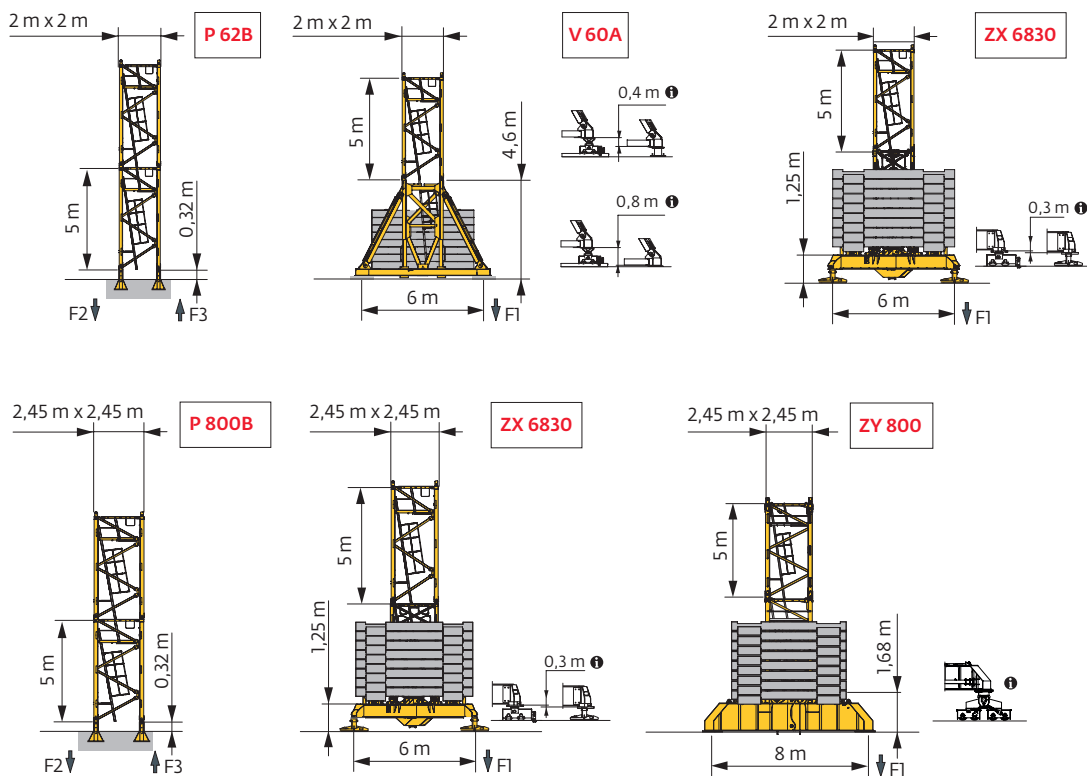 2 m x 2 m
P 62B
5 m
0,32 m
F2
F3
2 m x 2 m
V 60A
5 m
4,6 m
6 m
F1
0,4 m i
0,8 m i
2 m x 2 m
ZX 6830
5 m
1,25 m
6 m
F1
0,3 m i
2,45 m x 2,45 m
P 800B
5 m
0,32 m
F2
F3
2,45 m x 2,45 m
ZX 6830
5 m
1,25 m
6 m
F1
0,3 m i
2,45 m x 2,45 m
ZY 800
5 m
1,68 m
8 m
F1
i